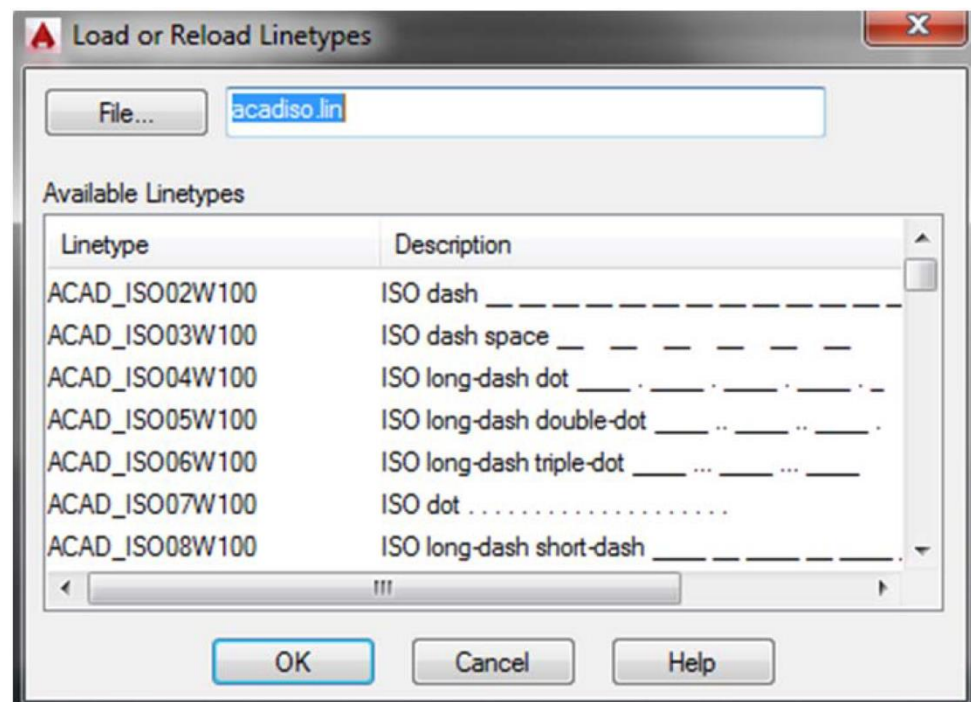 Load or Reload Linetypes
File... acadiso.lin
Available Linetypes
Linetype Description
ACAD_ISO02W100 ISO dash __ __ __ __ __ __ __ __ __ __ __ __ __
ACAD_ISO03W100 ISO dash space __ __ __ __ __ __
ACAD_ISO04W100 ISO long-dash dot ____ . ____ . ____ . ____ . _
ACAD_ISO05W100 ISO long-dash double-dot ____ .. ____ .. ____ .
ACAD_ISO06W100 ISO long-dash triple-dot ____ ... ____ ... ____
ACAD_ISO07W100 ISO dot . . . . . . . . . . . . . . . . . . . .
ACAD_ISO08W100 ISO long-dash short-dash ____ __ ____ __ ____ .
OK Cancel Help